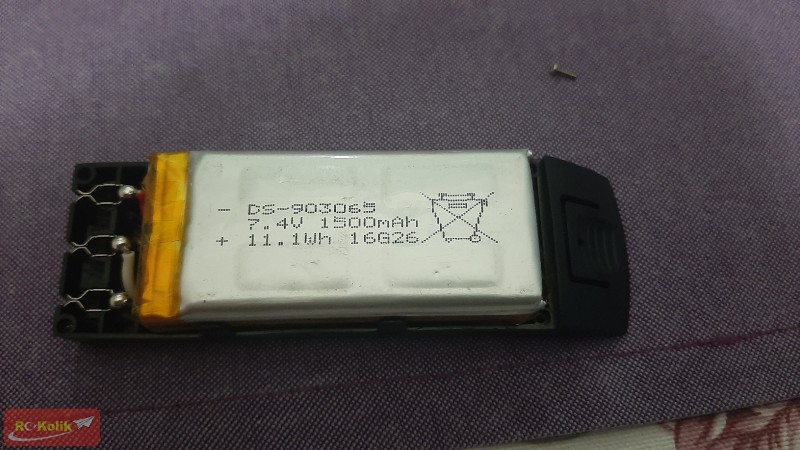 - DS-903065
7.4V 1500mAh
+ 11.1Wh 16G26
RC-Kolik